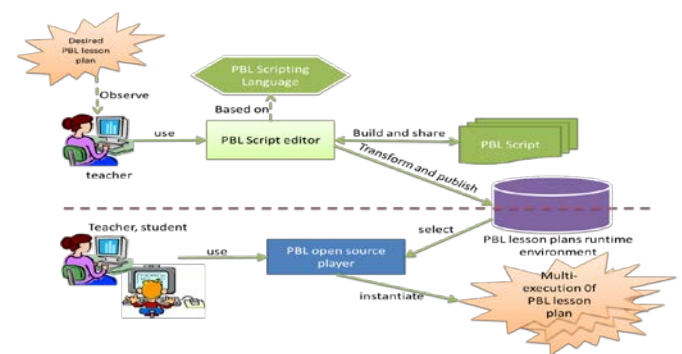 Desired
PBL lesson
plan
PBL Scripting
Language
Observe
Based on
use
PBL Script editor
Build and share
PBL Script
teacher
Transform and publish
Teacher, student
select
PBL lesson plans runtime
environment
use
PBL open source
player
instantiate
Multi-
execution 0f
PBL lesson
plan